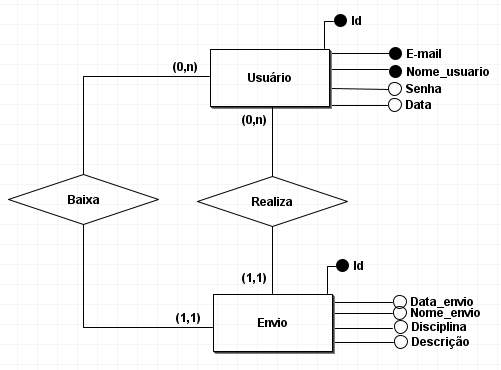 Id
E-mail
(0,n)
Nome_usuario
Usuário
Senha
Data
(0,n)
Baixa
Realiza
Id
(1,1)
Data_envio
Nome_envio
(1,1)
Envio
Disciplina
Descrição